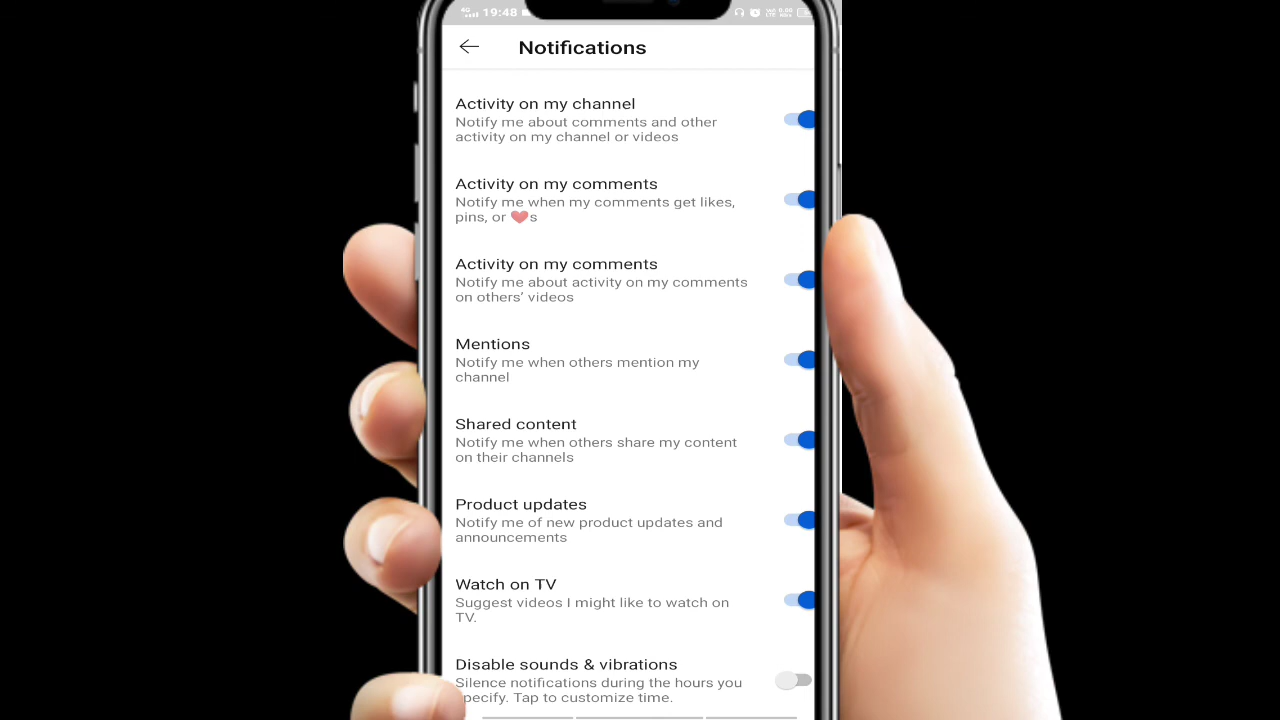 4G 19:48
Notifications
Activity on my channel
Notify me about comments and other
activity on my channel or videos
Activity on my comments
Notify me when my comments get likes,
pins, or ❤s
Activity on my comments
Notify me about activity on my comments
on others’ videos
Mentions
Notify me when others mention my
channel
Shared content
Notify me when others share my content
on their channels
Product updates
Notify me of new product updates and
announcements
Watch on TV
Suggest videos I might like to watch on
TV.
Disable sounds & vibrations
Silence notifications during the hours you
specify. Tap to customize time.